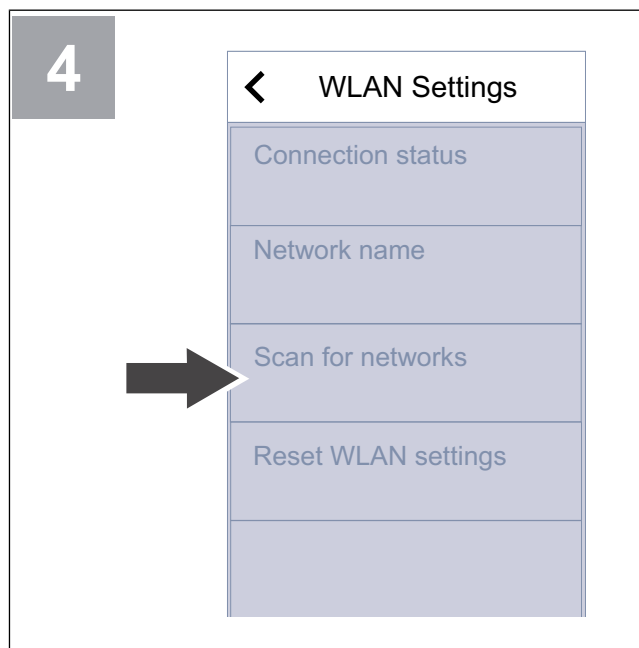 4
WLAN Settings
Connection status
Network name
Scan for networks
Reset WLAN settings